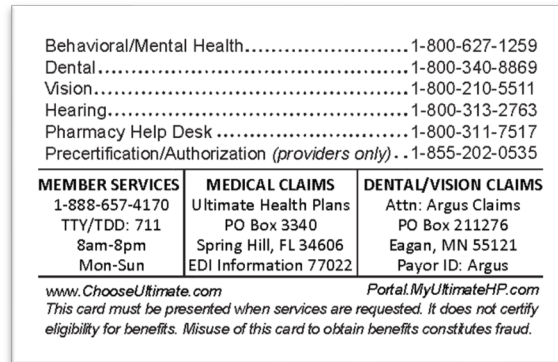 Behavioral/Mental Health........................1-800-627-1259
Dental......................................................1-800-340-8869
Vision.......................................................1-800-210-5511
Hearing....................................................1-800-313-2763
Pharmacy Help Desk .............................1-800-311-7517
Precertification/Authorization (providers only)..1-855-202-0535
MEMBER SERVICES
1-888-657-4170
TTY/TDD: 711
8am-8pm
Mon-Sun
MEDICAL CLAIMS
Ultimate Health Plans
PO Box 3340
Spring Hill, FL 34606
EDI Information 77022
DENTAL/VISION CLAIMS
Attn: Argus Claims
PO Box 211276
Eagan, MN 55121
Payor ID: Argus
www.ChooseUltimate.com
Portal.MyUltimateHP.com
This card must be presented when services are requested. It does not certify
eligibility for benefits. Misuse of this card to obtain benefits constitutes fraud.